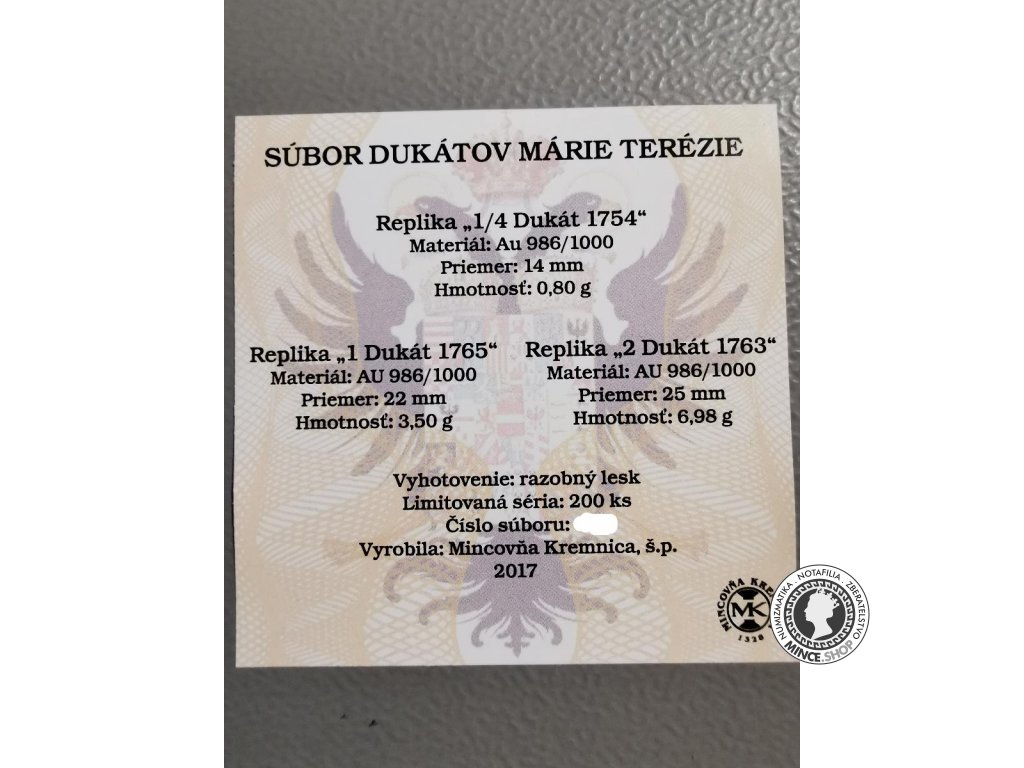 SÚBOR DUKÁTOV MÁRIE TERÉZIE
Replika „1/4 Dukát 1754“
Materiál: Au 986/1000
Priemer: 14 mm
Hmotnosť: 0,80 g
Replika „1 Dukát 1765“
Materiál: AU 986/1000
Priemer: 22 mm
Hmotnosť: 3,50 g
Replika „2 Dukát 1763“
Materiál: AU 986/1000
Priemer: 25 mm
Hmotnosť: 6,98 g
Vyhotovenie: razobný lesk
Limitovaná séria: 200 ks
Číslo súboru:
Vyrobila: Mincovňa Kremnica, š.p.
2017
MINCOVŇA KRE
MK
1328
NUMIZMATIKA . NOTAFILIA . ZBERATELSTVO
MINCE.SHOP